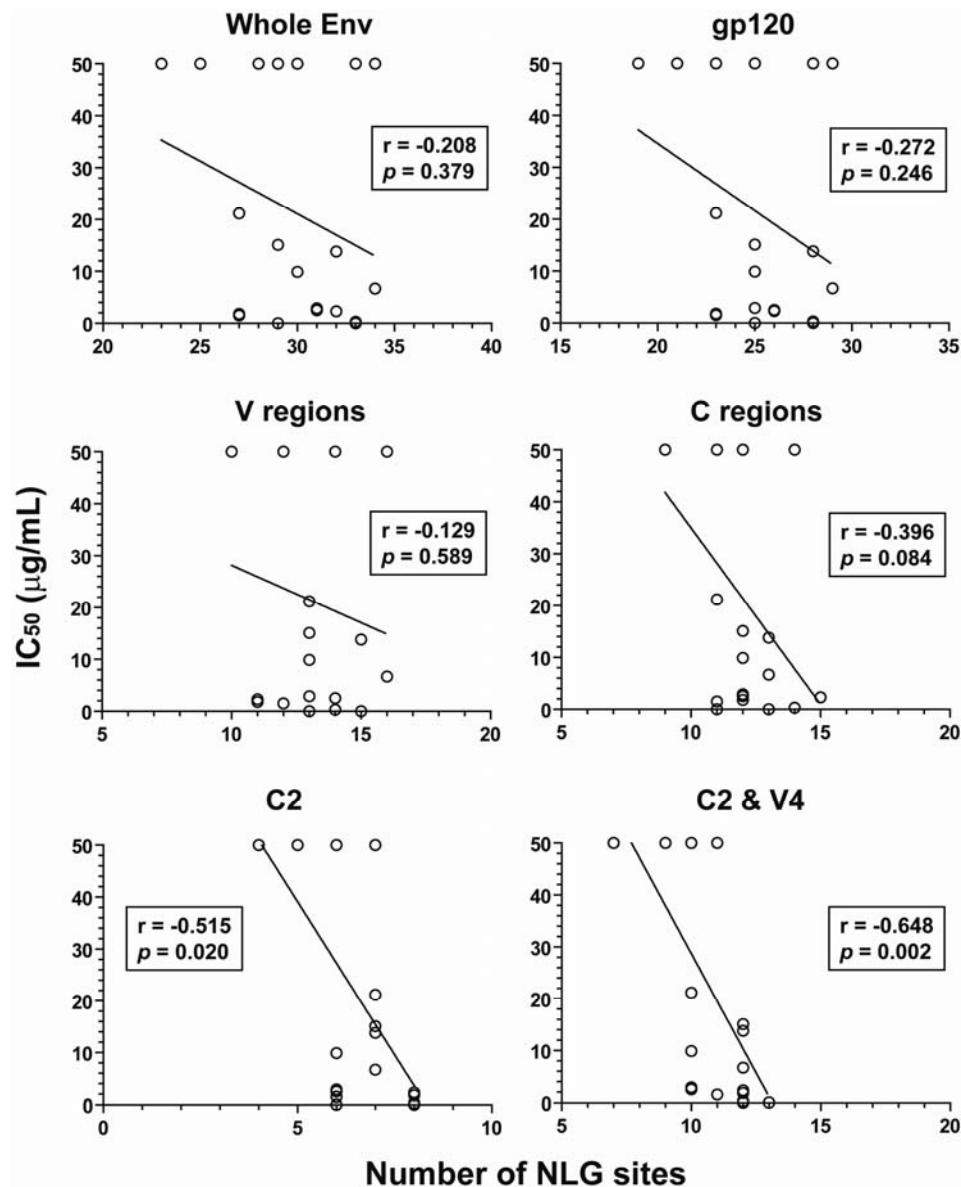 Whole Env
50
40
30
20
10
0
20 25 30 35 40
r = -0.208
p = 0.379
gp120
50
40
30
20
10
0
15 20 25 30 35
r = -0.272
p = 0.246
V regions
50
40
30
20
10
0
5 10 15 20
r = -0.129
p = 0.589
C regions
50
40
30
20
10
0
5 10 15 20
r = -0.396
p = 0.084
IC50 (µg/mL)
C2
50
40
30
20
10
0
0 5 10
r = -0.515
p = 0.020
C2 & V4
50
40
30
20
10
0
5 10 15 20
r = -0.648
p = 0.002
Number of NLG sites